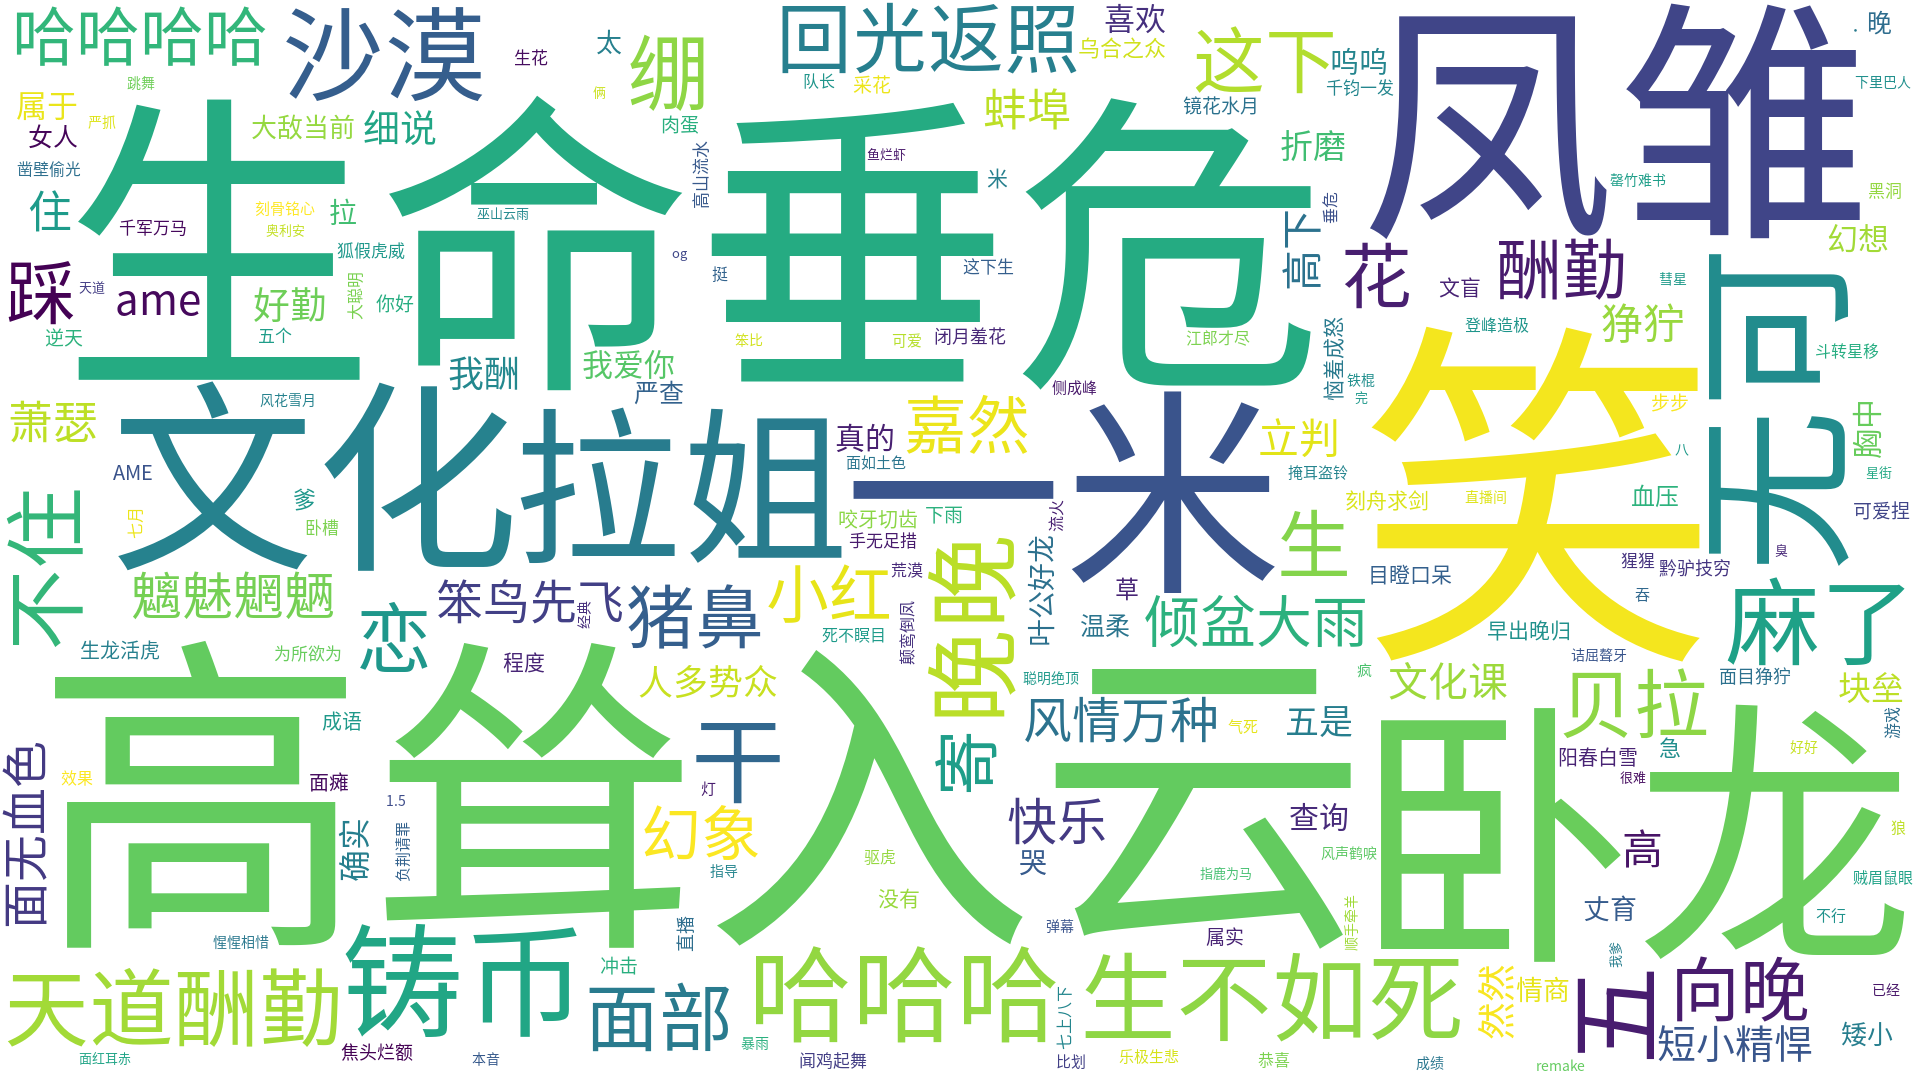 哈哈哈哈
沙漠
生花
太
绷
回光返照
喜欢
乌合之众
这下
呜呜
千钧一发
凤雏
. 晚
下里巴人
跳舞
俩
队长
采花
属于
严抓
女人
大敌当前
细说
肉蛋
蚌埠
镜花水月
折磨
凿壁偷光
生命垂危
鱼烂虾
高山流水
米
罄竹难书
黑洞
住
刻骨铭心
拉
千军万马
奥利安
巫山云雨
垂危
高下
幻想
狐假虎威
og
挺
这下生
花
酬勤
无向
踩
天道
ame
好勤
大聪明
你好
文盲
彗星
狰狞
逆天
五个
笨比
可爱
闭月羞花
江郎才尽
恼羞成怒
登峰造极
斗转星移
我酬
我爱你
严查
侧成峰
铁棍
完
笑
步步
萧瑟
风花雪月
文化拉姐
真的
嘉然
一米
立判
胸中
八
面如土色
掩耳盗铃
星街
AME
爹
七月
卧槽
咬牙切齿
下雨
流火
刻舟求剑
直播间
血压
可爱捏
不住
手无足措
生
臭
猩猩
黔驴技穷
魑魅魍魉
恋
笨鸟先飞
经典
猪鼻
小红
荒漠
晚晚
叶公好龙
草
目瞪口呆
吞
麻了
生龙活虎
为所欲为
死不瞑目
颠鸾倒凤
温柔
倾盆大雨
早出晚归
诘屈聱牙
高耸入云
程度
人多势众
聪明绝顶
疯
文化课
贝拉
面目狰狞
块垒
成语
干
寄
风情万种
气死
五是
阳春白雪
急
游戏
好好
很难
卧龙
面无血色
效果
面瘫
1.5
灯
幻象
快乐
查询
高
狼
确实
负荆请罪
指导
驱虎
哭
风声鹤唳
指鹿为马
贼眉鼠眼
没有
顺手牵羊
丈育
不行
惺惺相惜
直播
弹幕
属实
我爹
天道酬勤
铸币
冲击
面部
哈哈哈
七上八下
生不如死
然然
情商
五
向晚
已经
短小精悍
矮小
面红耳赤
焦头烂额
本音
暴雨
闻鸡起舞
比划
乐极生悲
恭喜
成绩
remake